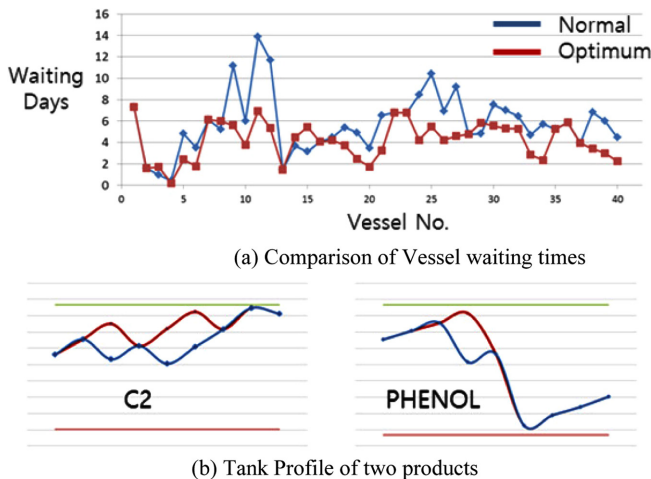 16
14
12
10
8
6
4
2
0
Waiting
Days
Normal
Optimum
0 5 10 15 20 25 30 35 40
Vessel No.
(a) Comparison of Vessel waiting times
C2 PHENOL
(b) Tank Profile of two products